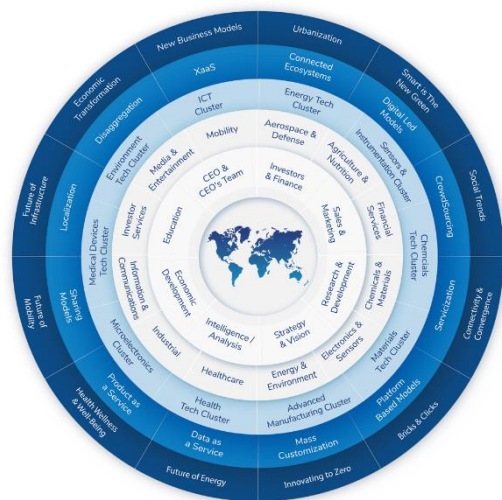 New Business Models
Urbanization
Smart is The
New Green
Social Trends
Connectivity &
Convergence
Bricks & Clicks
Innovating to Zero
Future of Energy
Health Wellness
& Well-Being
Future of
Mobility
Future of
Infrastructure
Economic
Transformation
XaaS
Connected
Ecosystems
Digital Led
Models
CrowdSourcing
Servicization
Platform
Based Models
Mass
Customization
Data as
a Service
Product as
a Service
Sharing
Models
Localization
Disaggregation
ICT
Cluster
Energy Tech
Cluster
Sensors &
Instrumentation Cluster
Chemcials
Tech Cluster
Materials
Tech Cluster
Advanced
Manufacturing Cluster
Health
Tech Cluster
Microelectronics
Cluster
Medical Devices
Tech Cluster
Environment
Tech Cluster
Mobility
Aerospace &
Defense
Agriculture &
Nutrition
Financial
Services
Chemicals &
Materials
Electronics &
Sensors
Energy &
Environment
Healthcare
Industrial
Information &
Communications
Investor
Services
Media &
Entertainment
CEO &
CEO's Team
Investors
& Finance
Sales &
Marketing
Research &
Development
Strategy
& Vision
Intelligence /
Analysis
Economic
Development
Education